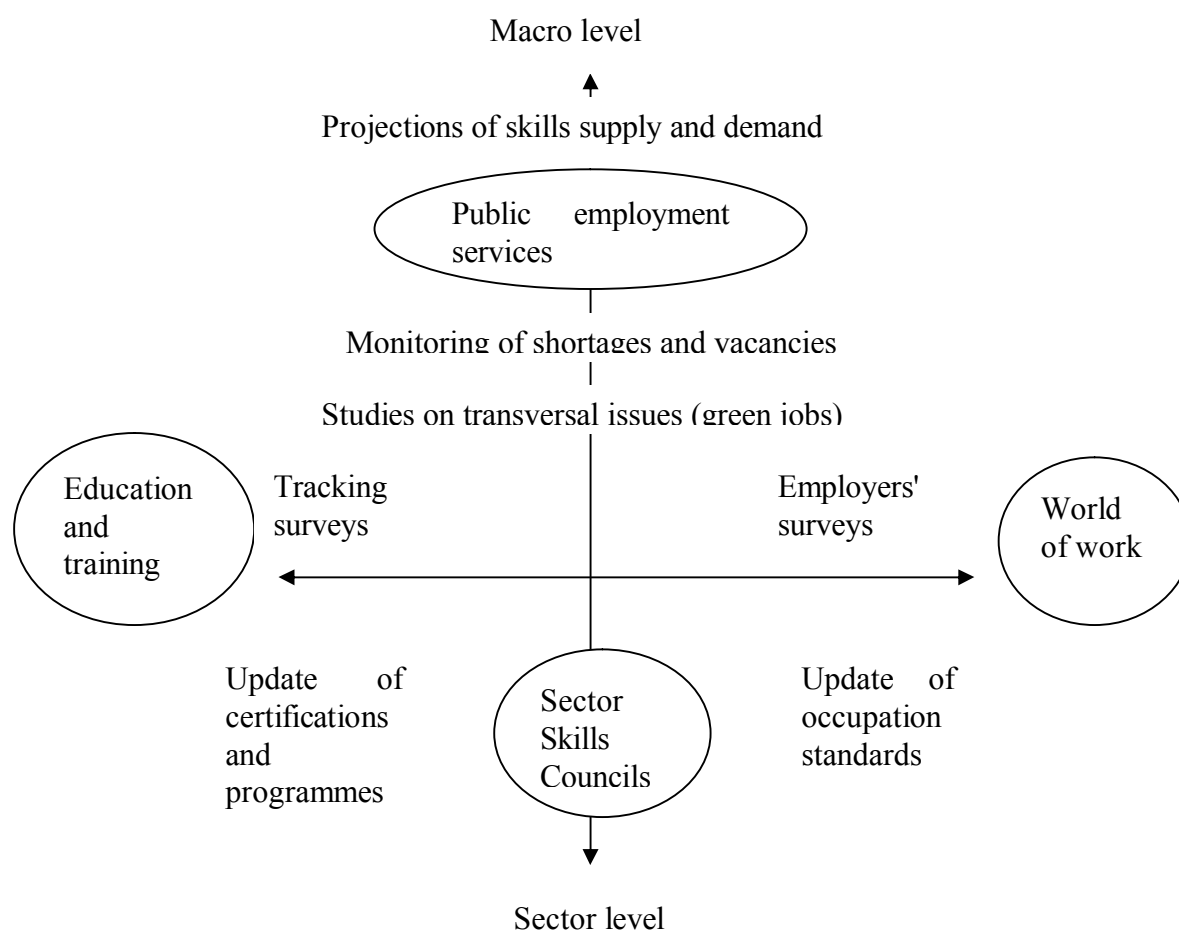 Macro level
Projections of skills supply and demand
Public employment
services
Monitoring of shortages and vacancies
Studies on transversal issues (green jobs)
Education
and
training
Tracking
surveys
Employers'
surveys
World
of work
Update of
certifications
and
programmes
Sector
Skills
Councils
Update of
occupation
standards
Sector level